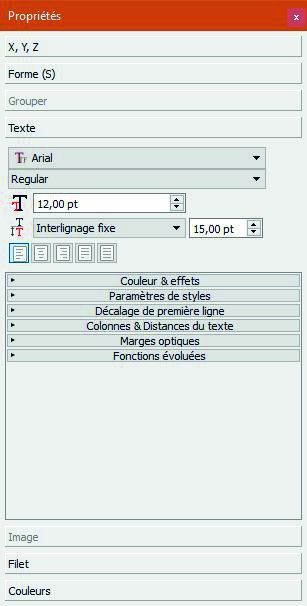 Propriétés
X, Y, Z
Forme (S)
Grouper
Texte
Arial
Regular
12,00 pt
Interlignage fixe 15,00 pt
Couleur & effets
Paramètres de styles
Décalage de première ligne
Colonnes & Distances du texte
Marges optiques
Fonctions évoluées
Image
Filet
Couleurs